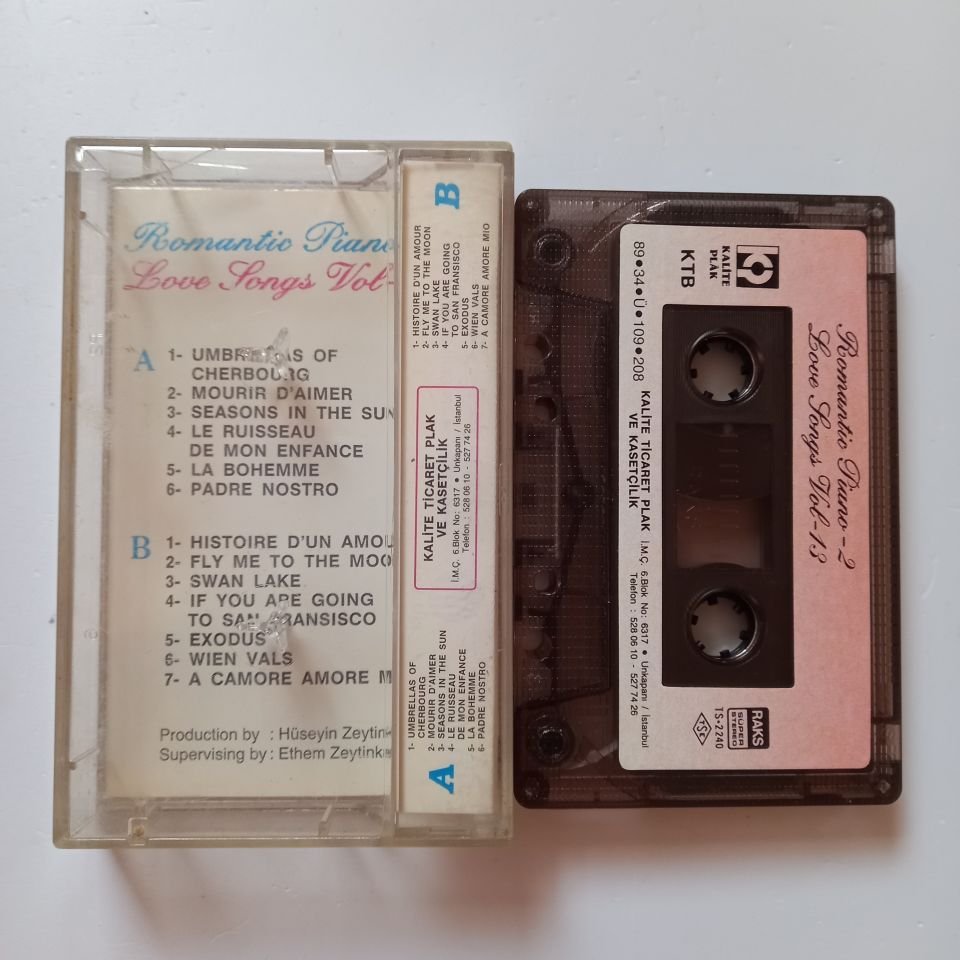 Romantic Piano
Love Songs Vol-
A
1- UMBRELLAS OF
CHERBOURG
2- MOURIR D'AIMER
3- SEASONS IN THE SUN
4- LE RUISSEAU
DE MON ENFANCE
5- LA BOHEMME
6- PADRE NOSTRO
B
1- HISTOIRE D'UN AMOU
2- FLY ME TO THE MOO
3- SWAN LAKE
4- IF YOU ARE GOING
TO SAN FRANSISCO
5- EXODUS
6- WIEN VALS
7- A CAMORE AMORE M
Production by : Hüseyin Zeytin
Supervising by : Ethem Zeytink
A
1- UMBRELLAS OF
CHERBOURG
2- MOURIR D'AIMER
3- SEASONS IN THE SUN
4- LE RUISSEAU
DE MON ENFANCE
5- LA BOHEMME
6- PADRE NOSTRO
KALİTE TİCARET PLAK
VE KASETÇİLİK
İ.M.Ç. 6.Blok No: 6317 ● Unkapanı / İstanbul
Telefon : 528 06 10 - 527 74 26
B
1- HISTOIRE D'UN AMOUR
2- FLY ME TO THE MOON
3- SWAN LAKE
4- IF YOU ARE GOING
TO SAN FRANSISCO
5- EXODUS
6- WIEN VALS
7- A CAMORE AMORE MIO
KALİTE
PLAK
KTB
89●34●Ü●109●208
Romantic Piano-2
Love Songs Vol-13
KALİTE TİCARET PLAK
VE KASETÇİLİK
İ.M.Ç. 6.Blok No: 6317 ● Unkapanı / İstanbul
Telefon : 528 06 10 - 527 74 26
RAKS
SUPER
STEREO
TS-2240
TSE